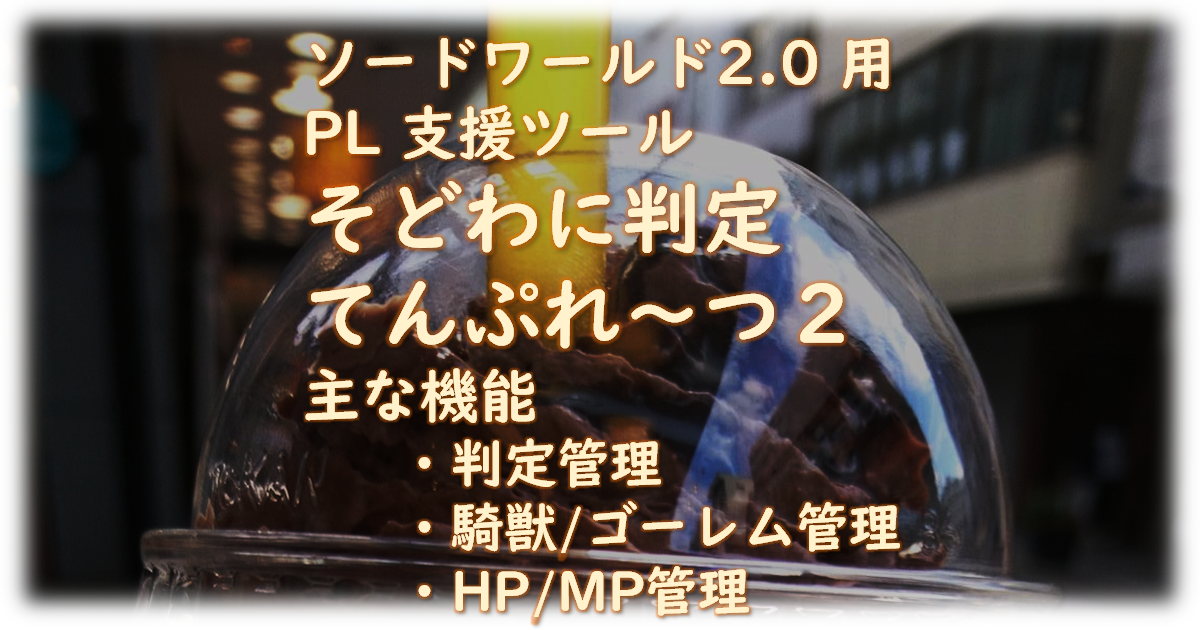 ソードワールド2.0 用
PL 支援ツール
そどわに判定
てんぷれ～つ２
主な機能
・判定管理
・騎獣/ゴーレム管理
・HP/MP管理